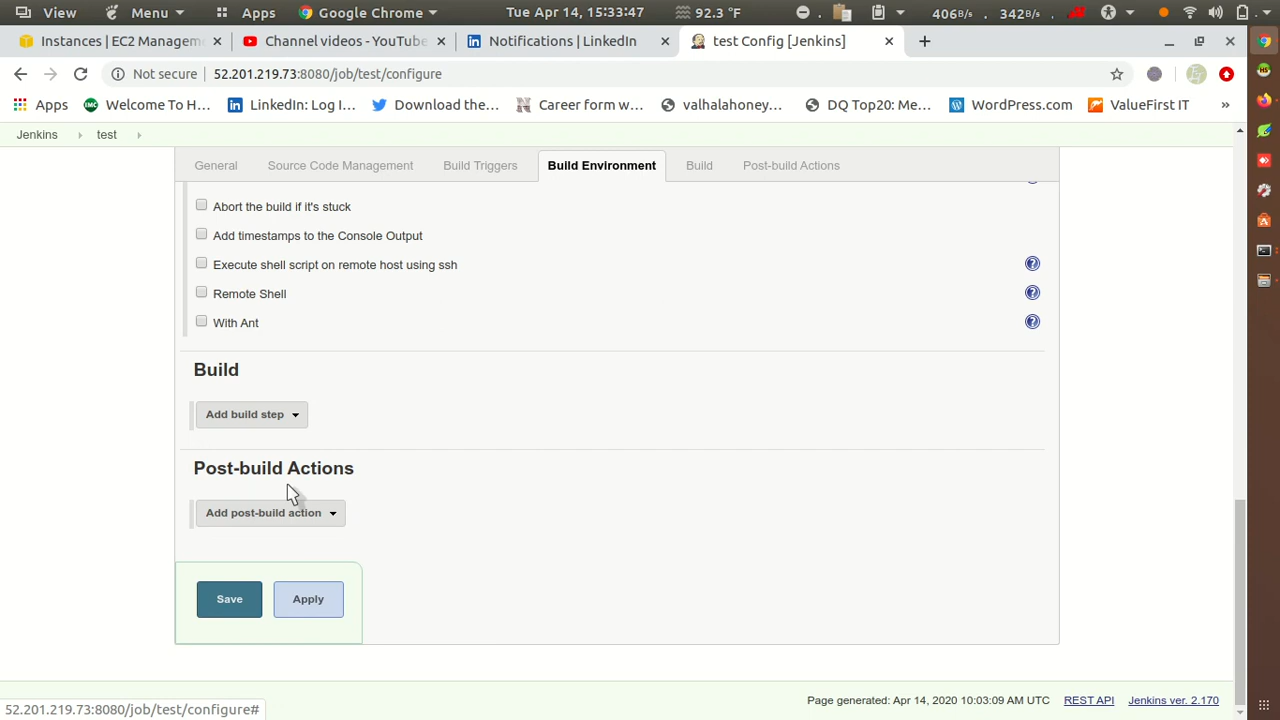 View Menu Apps Google Chrome Tue Apr 14, 15:33:47 92.3 °F 406B/s 342B/s
Instances | EC2 Managem Channel videos - YouTube Notifications | LinkedIn test Config [Jenkins]
Not secure 52.201.219.73:8080/job/test/configure
Apps Welcome To H... LinkedIn: Log I... Download the... Career form w... valhalahoney... DQ Top20: Me... WordPress.com ValueFirst IT »
Jenkins test
General Source Code Management Build Triggers Build Environment Build Post-build Actions
Abort the build if it's stuck
Add timestamps to the Console Output
Execute shell script on remote host using ssh
Remote Shell
With Ant
Build
Add build step
Post-build Actions
Add post-build action
Save Apply
Page generated: Apr 14, 2020 10:03:09 AM UTC REST API Jenkins ver. 2.170
52.201.219.73:8080/job/test/configure#